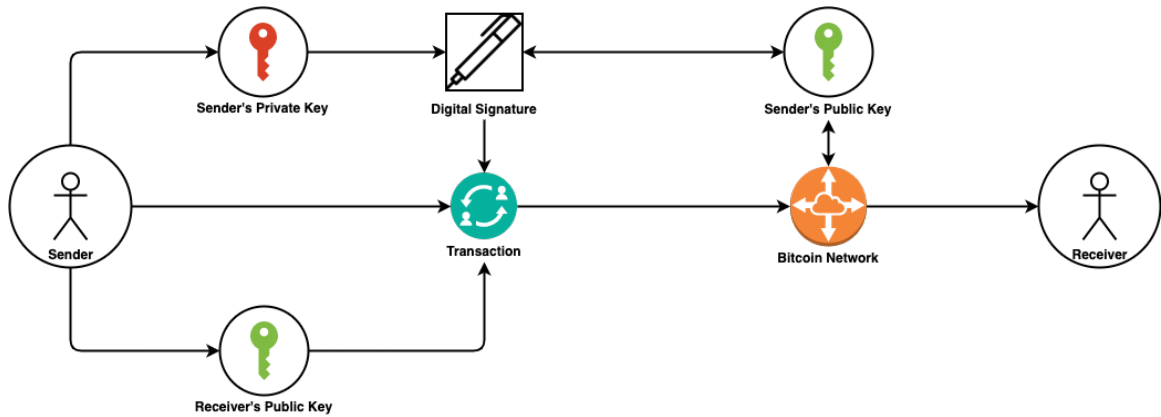 Sender's Private Key
Digital Signature
Sender's Public Key
Sender
Transaction
Bitcoin Network
Receiver
Receiver's Public Key